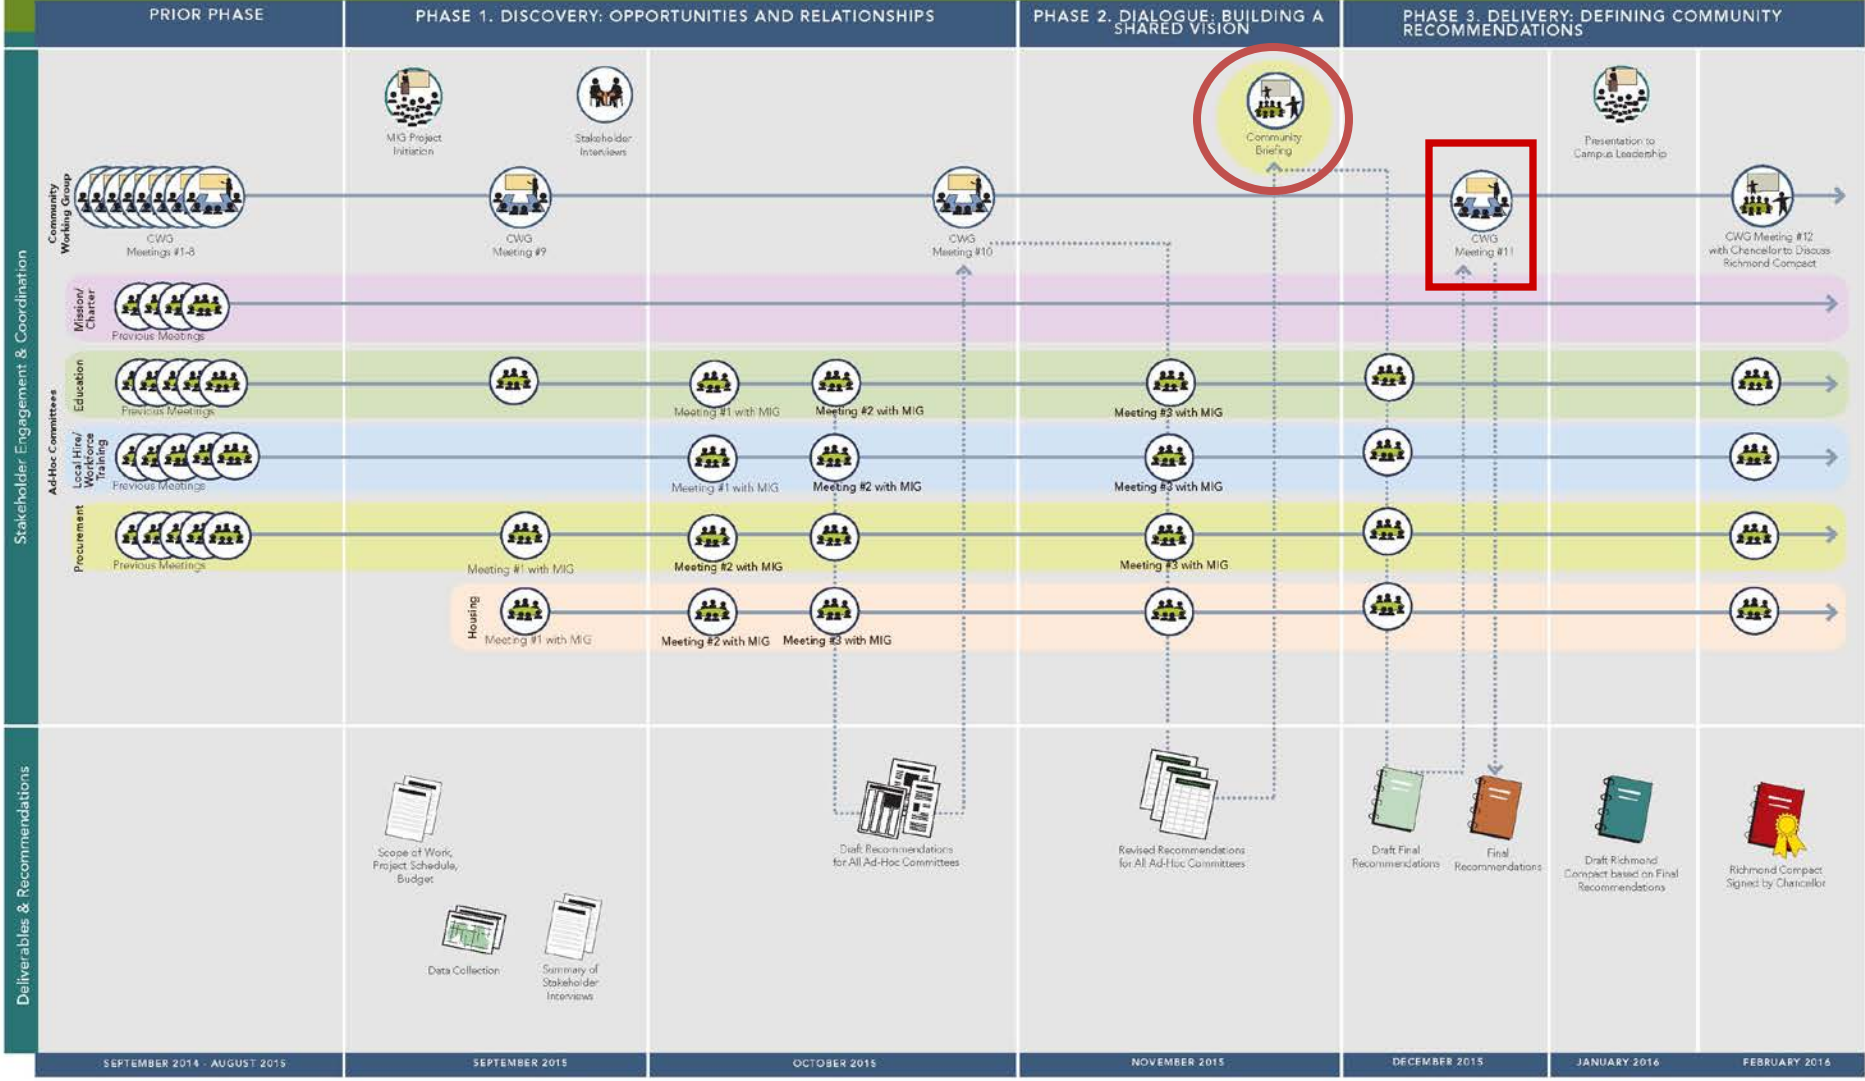 PRIOR PHASE
PHASE 1. DISCOVERY: OPPORTUNITIES AND RELATIONSHIPS
PHASE 2. DIALOGUE: BUILDING A
SHARED VISION
PHASE 3. DELIVERY: DEFINING COMMUNITY
RECOMMENDATIONS
Stakeholder Engagement & Coordination
MIG Project
Initiation
Stakeholder
Interviews
Community
Briefing
Presentation to
Campus Leadership
Community
Working Group
CWG
Meetings #1-8
CWG
Meeting #9
CWG
Meeting #10
CWG
Meeting #11
CWG Meeting #12
with Chancellor to Discuss
Richmond Compact
Ad-Hoc Committees
Mission/
Charter
Previous Meetings
Education
Previous Meetings
Meeting #1 with MIG
Meeting #2 with MIG
Meeting #3 with MIG
Local Hire/
Workforce
Training
Previous Meetings
Meeting #1 with MIG
Meeting #2 with MIG
Meeting #3 with MIG
Procurement
Previous Meetings
Meeting #1 with MIG
Meeting #2 with MIG
Meeting #3 with MIG
Housing
Meeting #1 with MIG
Meeting #2 with MIG
Meeting #3 with MIG
Deliverables & Recommendations
Scope of Work,
Project Schedule,
Budget
Data Collection
Summary of
Stakeholder
Interviews
Draft Recommendations
for All Ad-Hoc Committees
Revised Recommendations
for All Ad-Hoc Committees
Draft Final
Recommendations
Final
Recommendations
Draft Richmond
Compact based on Final
Recommendations
Richmond Compact
Signed by Chancellor
SEPTEMBER 2014 - AUGUST 2015
SEPTEMBER 2015
OCTOBER 2015
NOVEMBER 2015
DECEMBER 2015
JANUARY 2016
FEBRUARY 2016